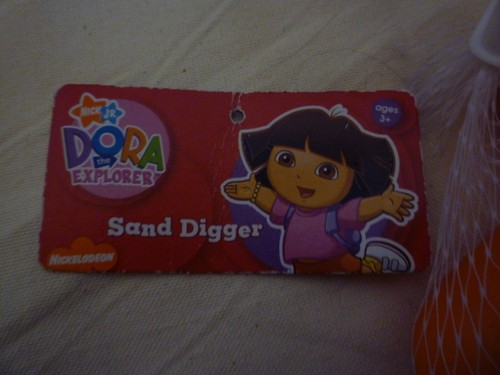 NICK JR.
DORA
the
EXPLORER
ages
3+
Sand Digger
NICKELODEON